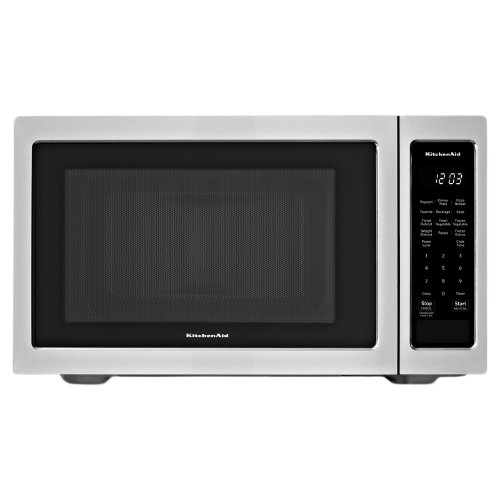 KitchenAid
12:03
Popcorn Dinner Plate Pizza Reheat
Favorite Beverage Soup
Timed Defrost Fresh Vegetable Frozen Vegetable
Weight Defrost Potato Frozen Entrée
Power Level Cook Time
1 2 3
4 5 6
7 8 9
Clear 0 Timer
Stop Start
CANCEL
KitchenAid